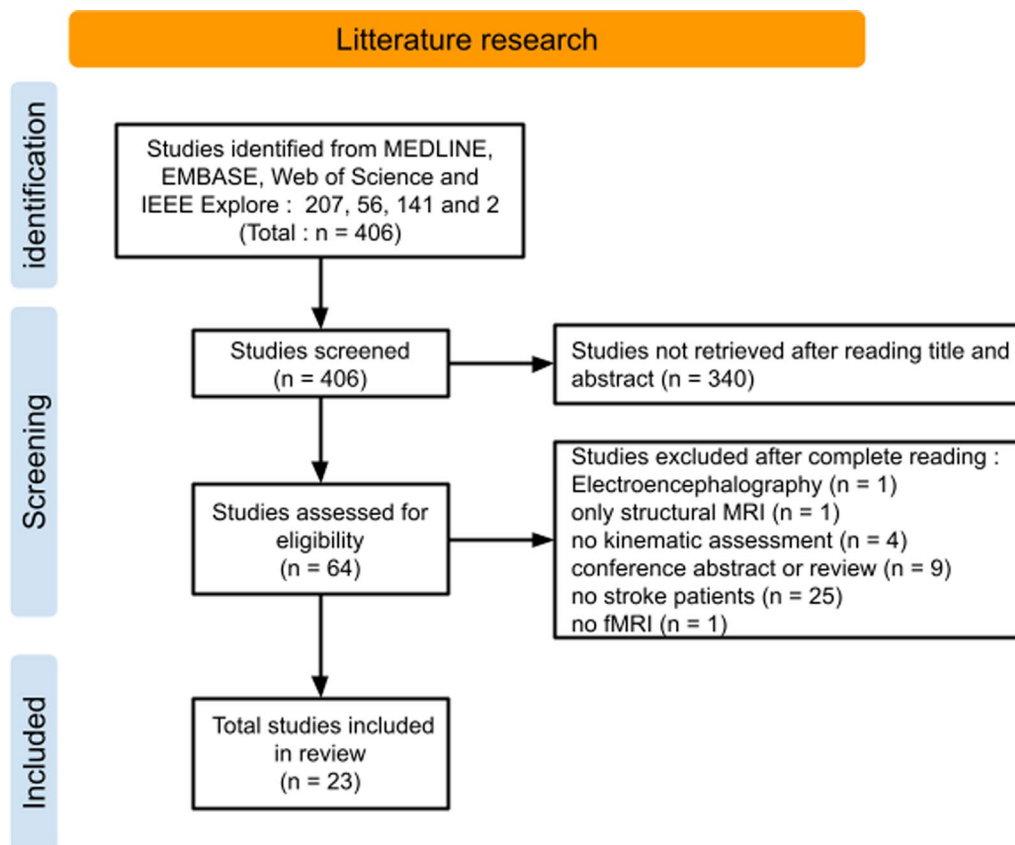 Litterature research
identification
Studies identified from MEDLINE,
EMBASE, Web of Science and
IEEE Explore :  207, 56, 141 and 2
(Total : n = 406)
Screening
Studies screened
(n = 406)
Studies not retrieved after reading title and
abstract (n = 340)
Studies assessed for
eligibility
(n = 64)
Studies excluded after complete reading :
Electroencephalography (n = 1)
only structural MRI (n = 1)
no kinematic assessment (n = 4)
conference abstract or review (n = 9)
no stroke patients (n = 25)
no fMRI (n = 1)
Included
Total studies included
in review
(n = 23)